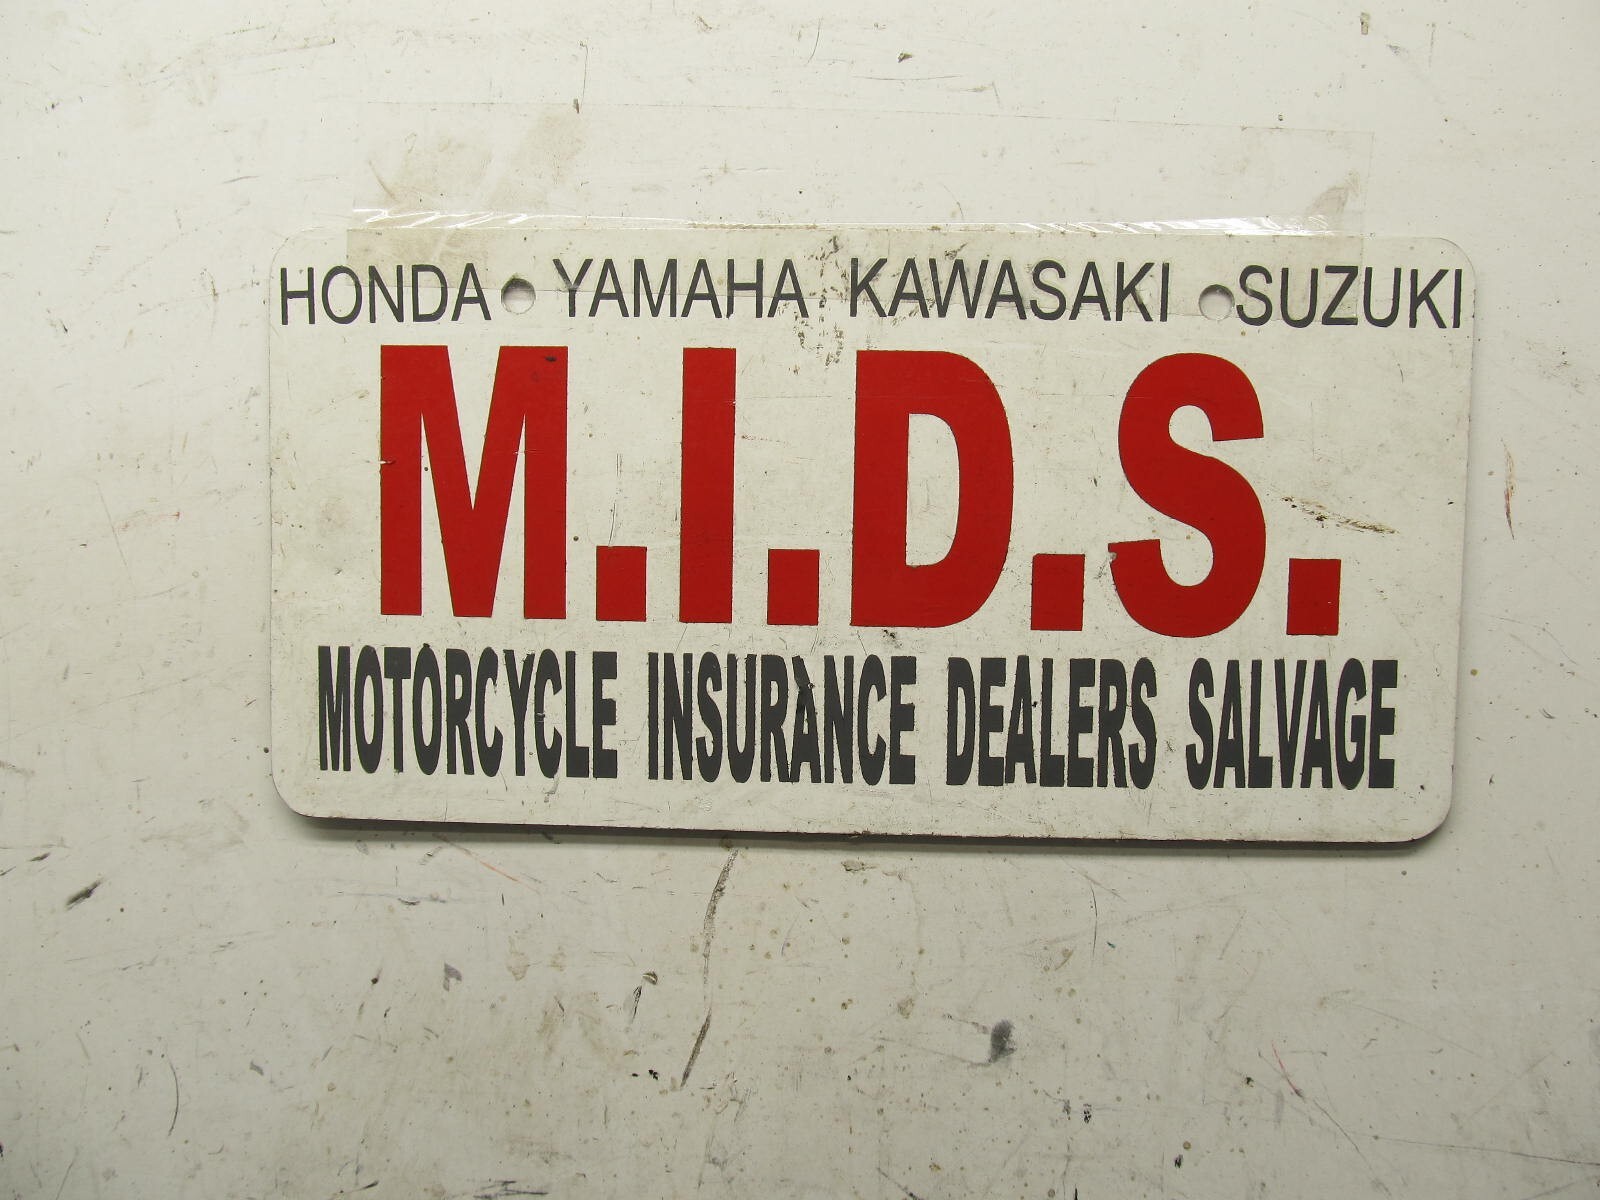 HONDA YAMAHA KAWASAKI SUZUKI
M.I.D.S.
MOTORCYCLE INSURANCE DEALERS SALVAGE